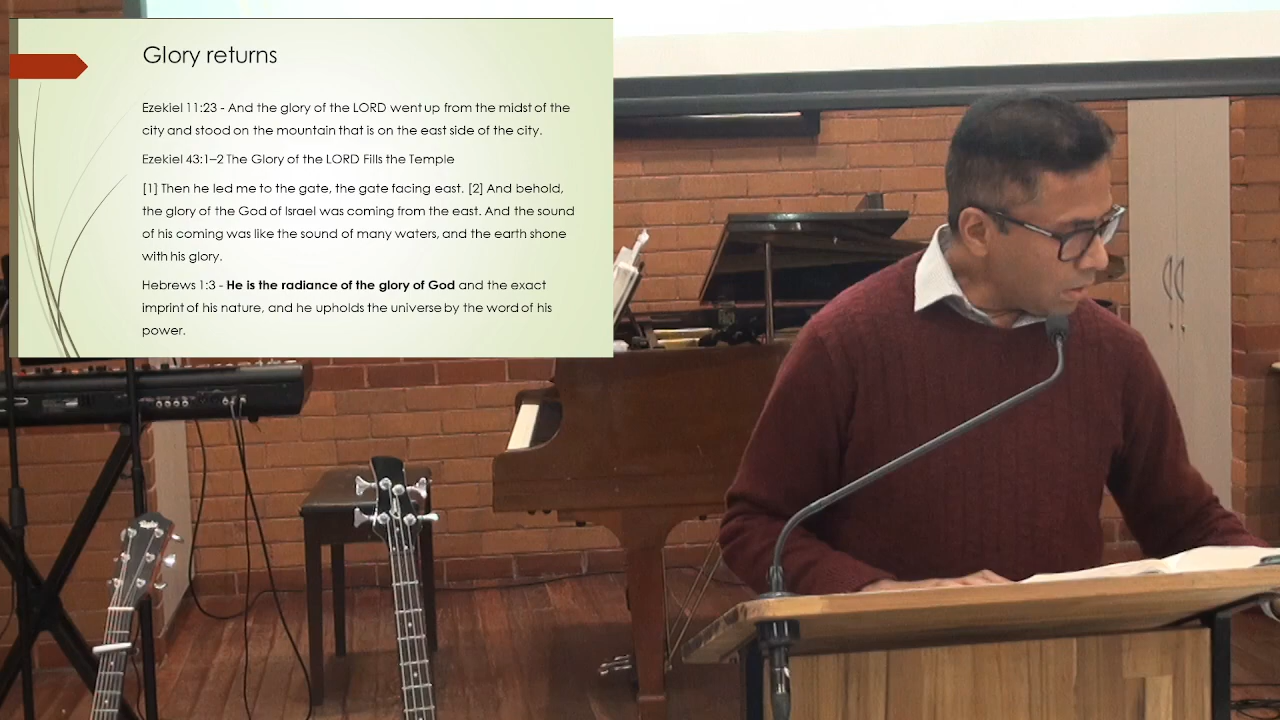 Glory returns
Ezekiel 11:23 - And the glory of the LORD went up from the midst of the
city and stood on the mountain that is on the east side of the city.
Ezekiel 43:1–2 The Glory of the LORD Fills the Temple
[1] Then he led me to the gate, the gate facing east. [2] And behold,
the glory of the God of Israel was coming from the east. And the sound
of his coming was like the sound of many waters, and the earth shone
with his glory.
Hebrews 1:3 - He is the radiance of the glory of God and the exact
imprint of his nature, and he upholds the universe by the word of his
power.
Taylor